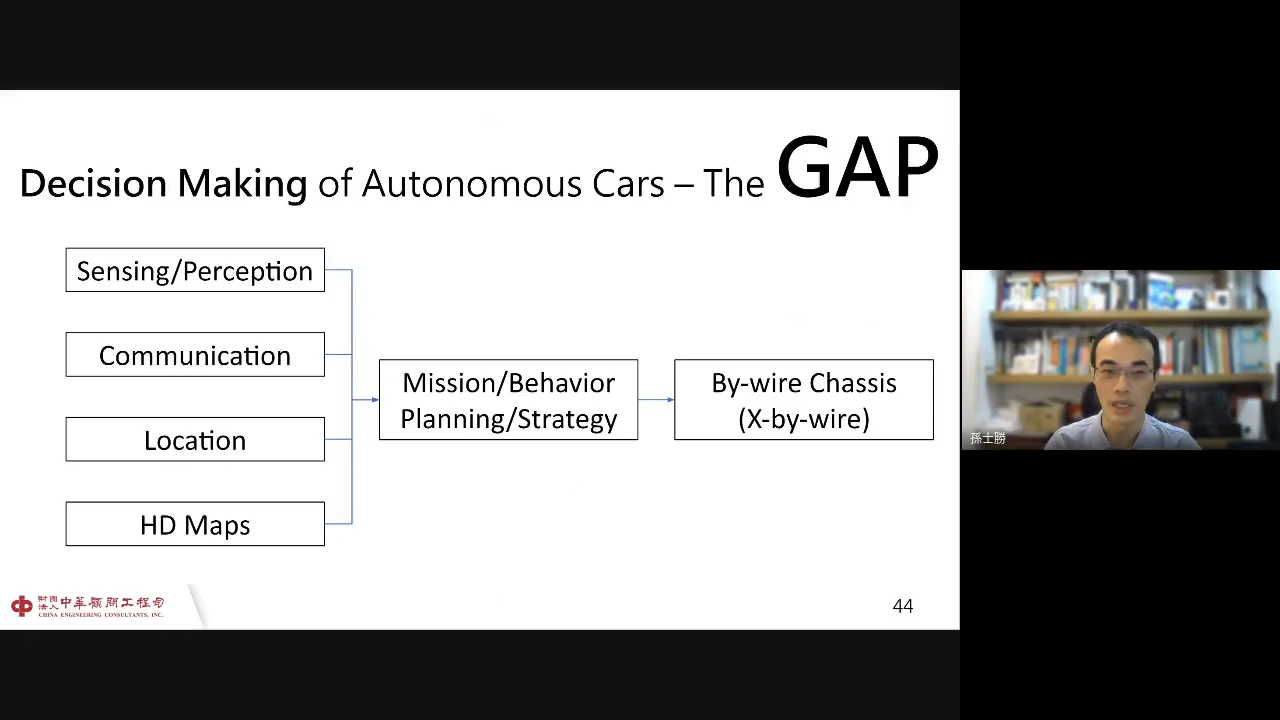 Decision Making of Autonomous Cars – The GAP
Sensing/Perception
Communication
Location
HD Maps
Mission/Behavior
Planning/Strategy
By-wire Chassis
(X-by-wire)
財團
法人
中華顧問工程司
CHINA ENGINEERING CONSULTANTS, INC.
44
孫士勝